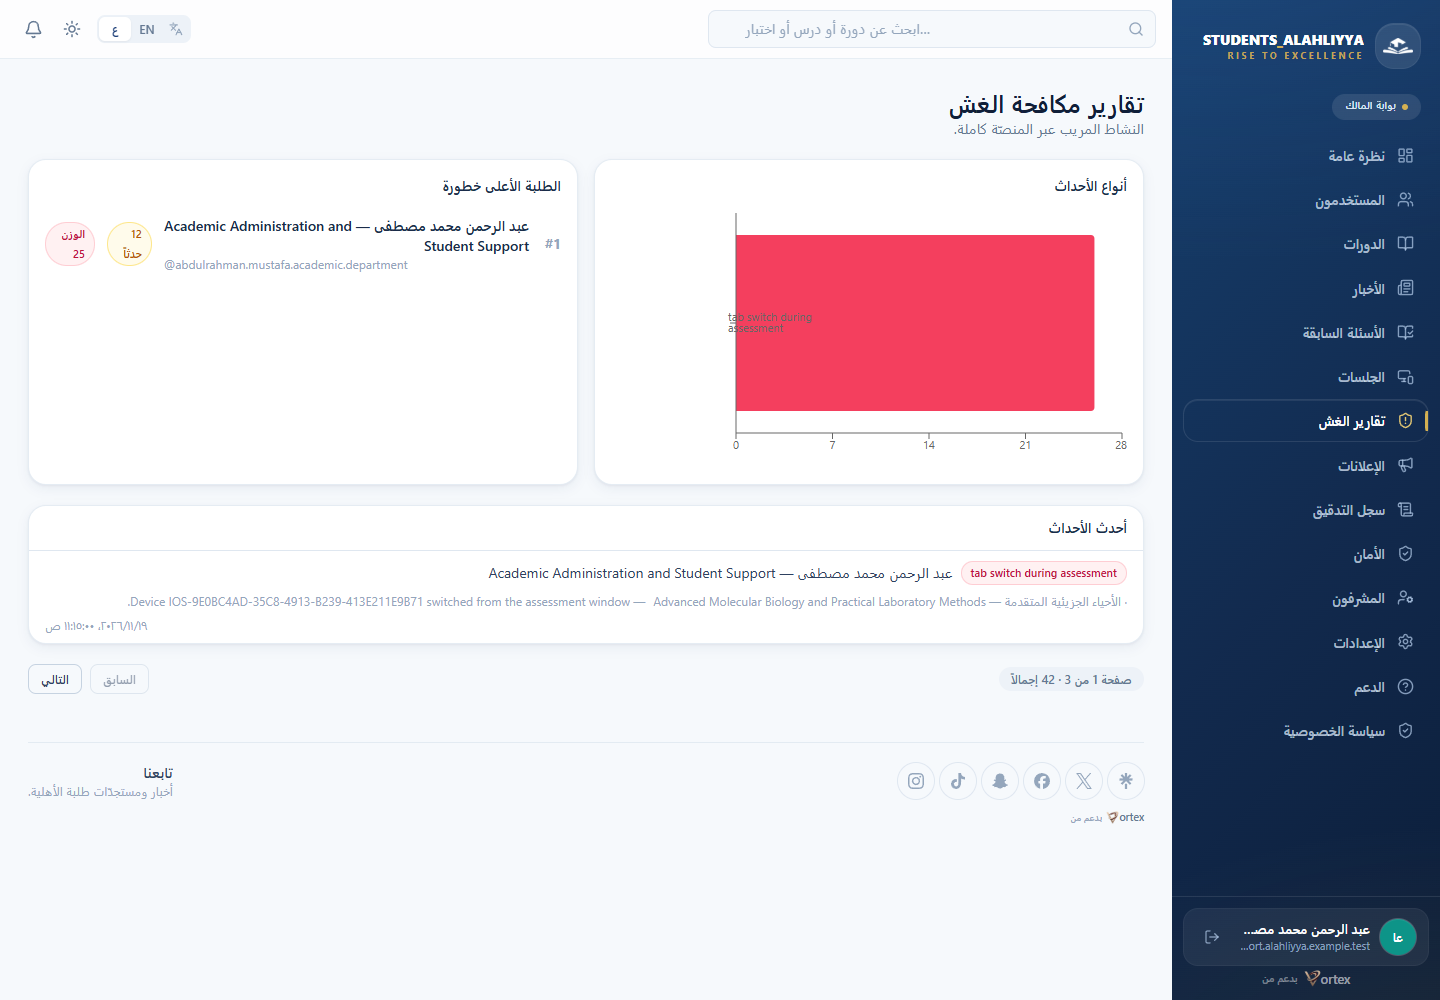 STUDENTS_ALAHLIYYA
RISE TO EXCELLENCE
بوابة المالك
نظرة عامة
المستخدمون
الدورات
الأخبار
الأسئلة السابقة
الجلسات
تقارير الغش
الإعلانات
سجل التدقيق
الأمان
المشرفون
الإعدادات
الدعم
سياسة الخصوصية
عا
عبد الرحمن محمد مصـ...
...ort.alahliyya.example.test
بدعم من Vortex
ابحث عن دورة أو درس أو اختبار...
EN
ع
تقارير مكافحة الغش
النشاط المريب عبر المنصّة كاملة.
أنواع الأحداث
tab switch during
assessment
0 7 14 21 28
الطلبة الأعلى خطورة
#1
عبد الرحمن محمد مصطفى — Academic Administration and
Student Support
@abdulrahman.mustafa.academic.department
12
حدثاً
الوزن
25
أحدث الأحداث
tab switch during assessment
عبد الرحمن محمد مصطفى — Academic Administration and Student Support
· الأحياء الجزيئية المتقدمة — Advanced Molecular Biology and Practical Laboratory Methods — Device IOS-9E0BC4AD-35C8-4913-B239-413E211E9B71 switched from the assessment window.
١٩‏/١١‏/٢٠٢٦، ١١:١٥:٠٠ ص
صفحة 1 من 3 · 42 إجمالاً
السابق
التالي
تابعنا
أخبار ومستجدّات طلبة الأهلية.
بدعم من Vortex